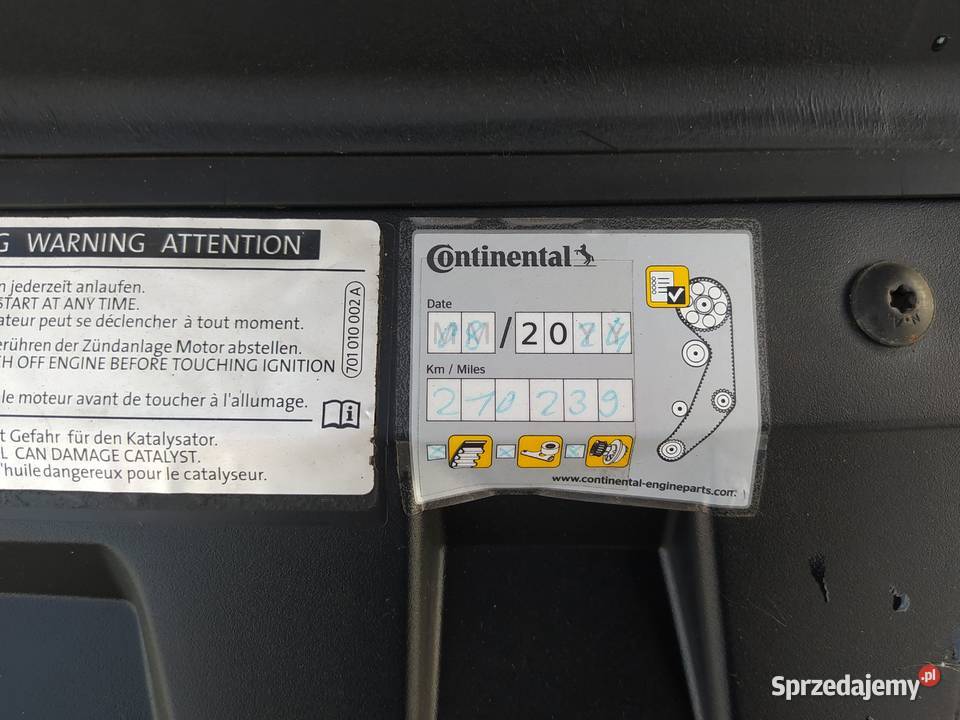 G WARNING ATTENTION
n jederzeit anlaufen.
START AT ANY TIME.
ateur peut se déclencher à tout moment.
erühren der Zündanlage Motor abstellen.
CH OFF ENGINE BEFORE TOUCHING IGNITION
le moteur avant de toucher à l'allumage.
t Gefahr für den Katalysator.
L CAN DAMAGE CATALYST.
'huile dangereux pour le catalyseur.
701 010 002 A
Continental
Date
/20
Km / Miles
210239
www.continental-engineparts.com
Sprzedajemy.pl